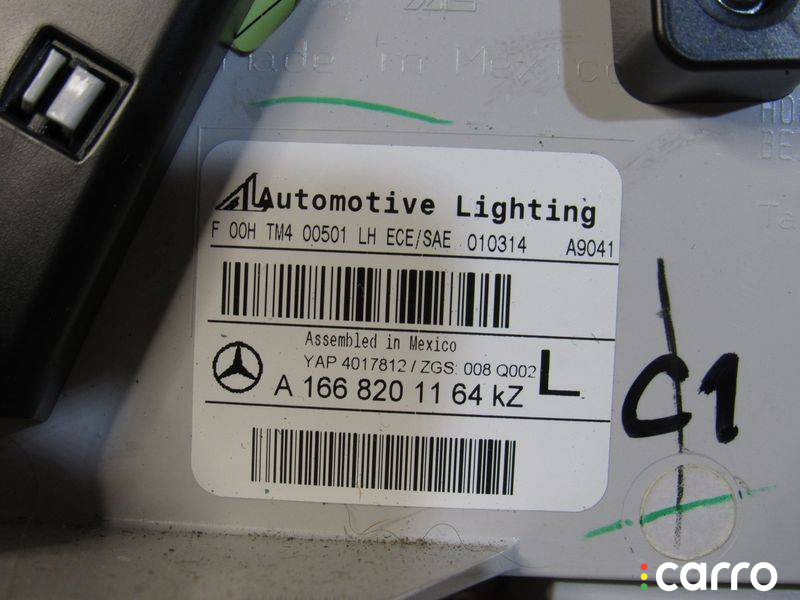 Made in Mexico
Automotive Lighting
F 00H TM4 00501 LH ECE/SAE 010314 A9041
Assembled in Mexico
YAP 4017812 / ZGS: 008 Q002
L
A 166 820 11 64 kZ
C1
carro